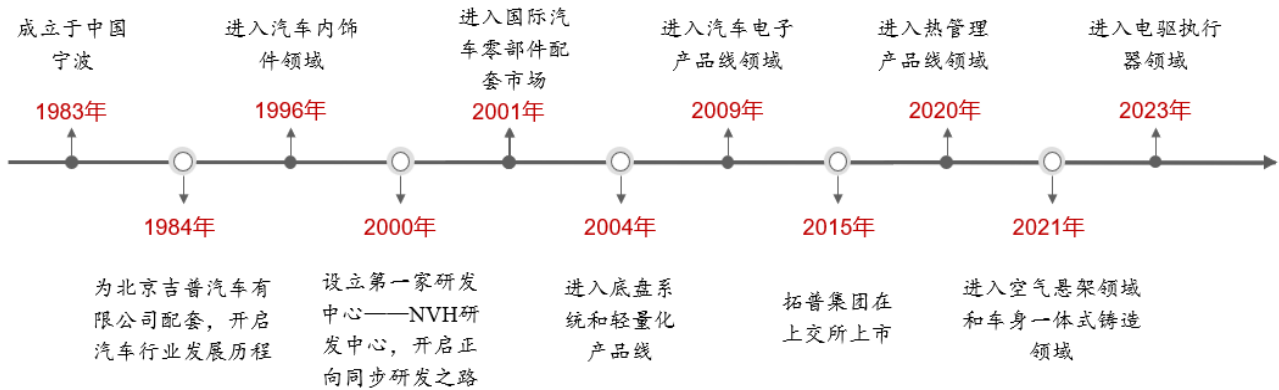 成立于中国
宁波
1983年
1984年
为北京吉普汽车有
限公司配套，开启
汽车行业发展历程
进入汽车内饰
件领域
1996年
2000年
设立第一家研发
中心——NVH研
发中心，开启正
向同步研发之路
进入国际汽
车零部件配
套市场
2001年
2004年
进入底盘系
统和轻量化
产品线
进入汽车电子
产品线领域
2009年
2015年
拓普集团在
上交所上市
进入热管理
产品线领域
2020年
2021年
进入空气悬架领域
和车身一体式铸造
领域
进入电驱执行
器领域
2023年